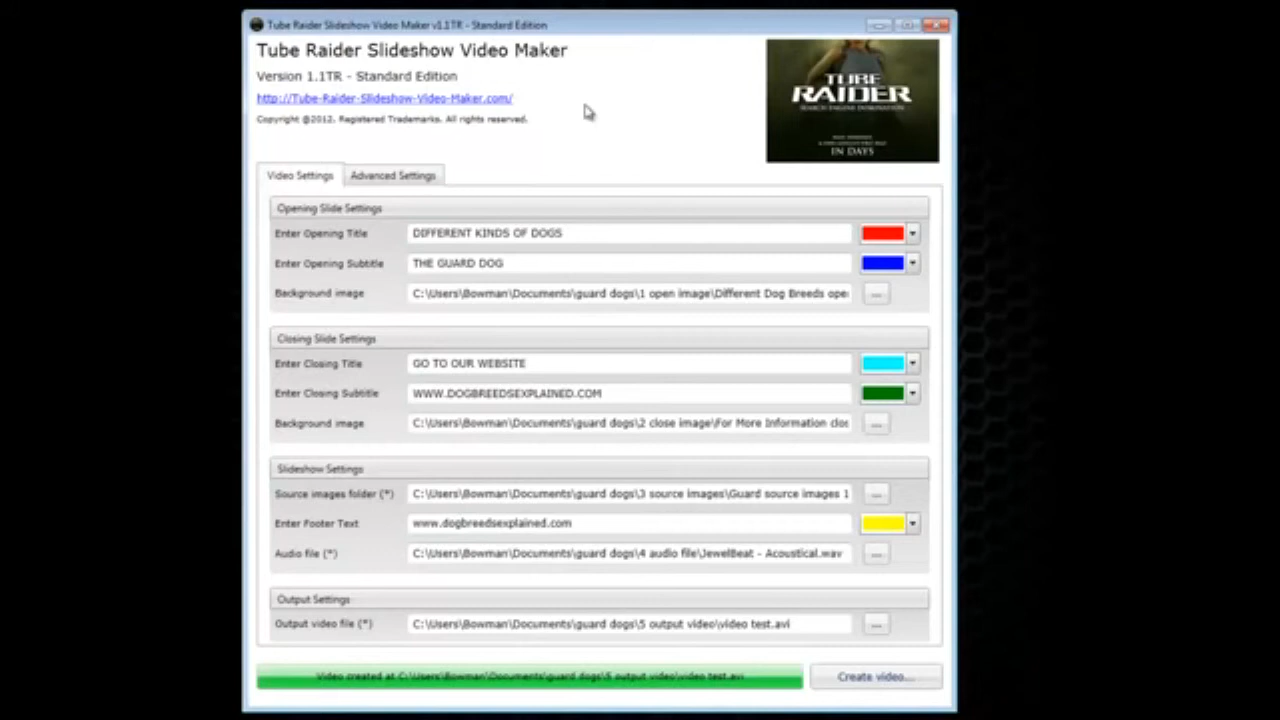 Tube Raider Slideshow Video Maker v1.1TR - Standard Edition
Tube Raider Slideshow Video Maker
Version 1.1TR - Standard Edition
http://Tube-Raider-Slideshow-Video-Maker.com/
Copyright @2012. Registered Trademarks. All rights reserved.
TUBE
RAIDER
SEARCH ENGINE DOMINATION
IN DAYS
Video Settings
Advanced Settings
Opening Slide Settings
Enter Opening Title DIFFERENT KINDS OF DOGS
Enter Opening Subtitle THE GUARD DOG
Background image C:\Users\Bowman\Documents\guard dogs\1 open image\Different Dog Breeds ope
...
Closing Slide Settings
Enter Closing Title GO TO OUR WEBSITE
Enter Closing Subtitle WWW.DOGBREEDSEXPLAINED.COM
Background image C:\Users\Bowman\Documents\guard dogs\2 close image\For More Information clos
...
Slideshow Settings
Source images folder (*) C:\Users\Bowman\Documents\guard dogs\3 source images\Guard source images 1
...
Enter Footer Text www.dogbreedsexplained.com
Audio file (*) C:\Users\Bowman\Documents\guard dogs\4 audio file\JewelBeat - Acoustical.wav
...
Output Settings
Output video file (*) C:\Users\Bowman\Documents\guard dogs\5 output video\video test.avi
...
Video created at C:\Users\Bowman\Documents\guard dogs\5 output video\video test.avi
Create video...